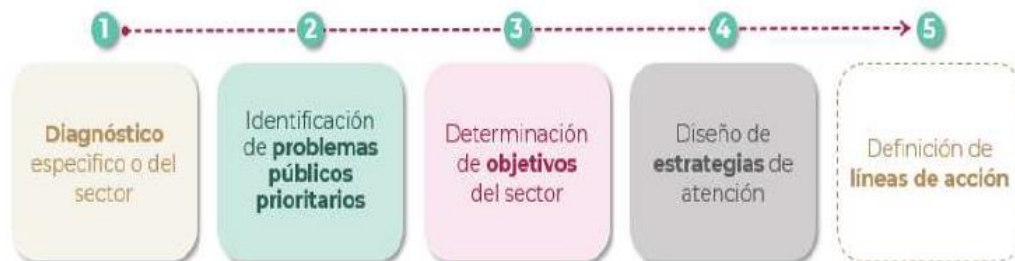 1 2 3 4 5
Diagnóstico
específico o del
sector
Identificación
de problemas
públicos
prioritarios
Determinación
de objetivos
del sector
Diseño de
estrategias de
atención
Definición de
líneas de acción